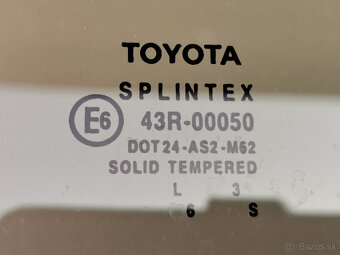 TOYOTA
SPLINTEX
E6 43R-00050
DOT24-AS2-M62
SOLID TEMPERED
L 3
6 S
Bazos.sk